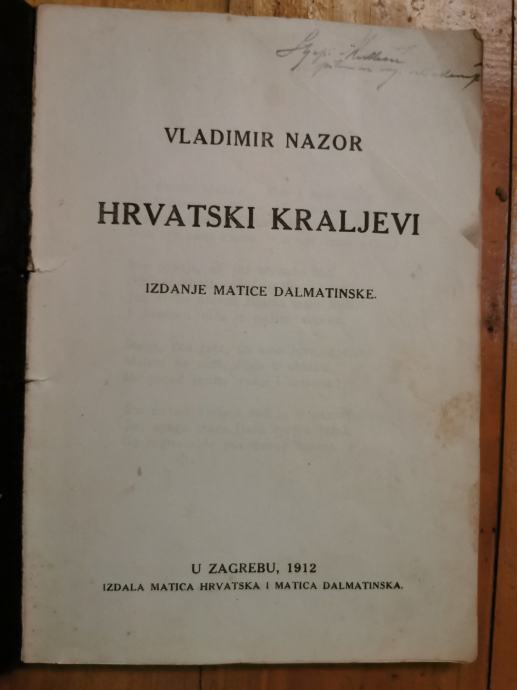 VLADIMIR NAZOR
HRVATSKI KRALJEVI
IZDANJE MATICE DALMATINSKE.
U ZAGREBU, 1912
IZDALA MATICA HRVATSKA I MATICA DALMATINSKA.